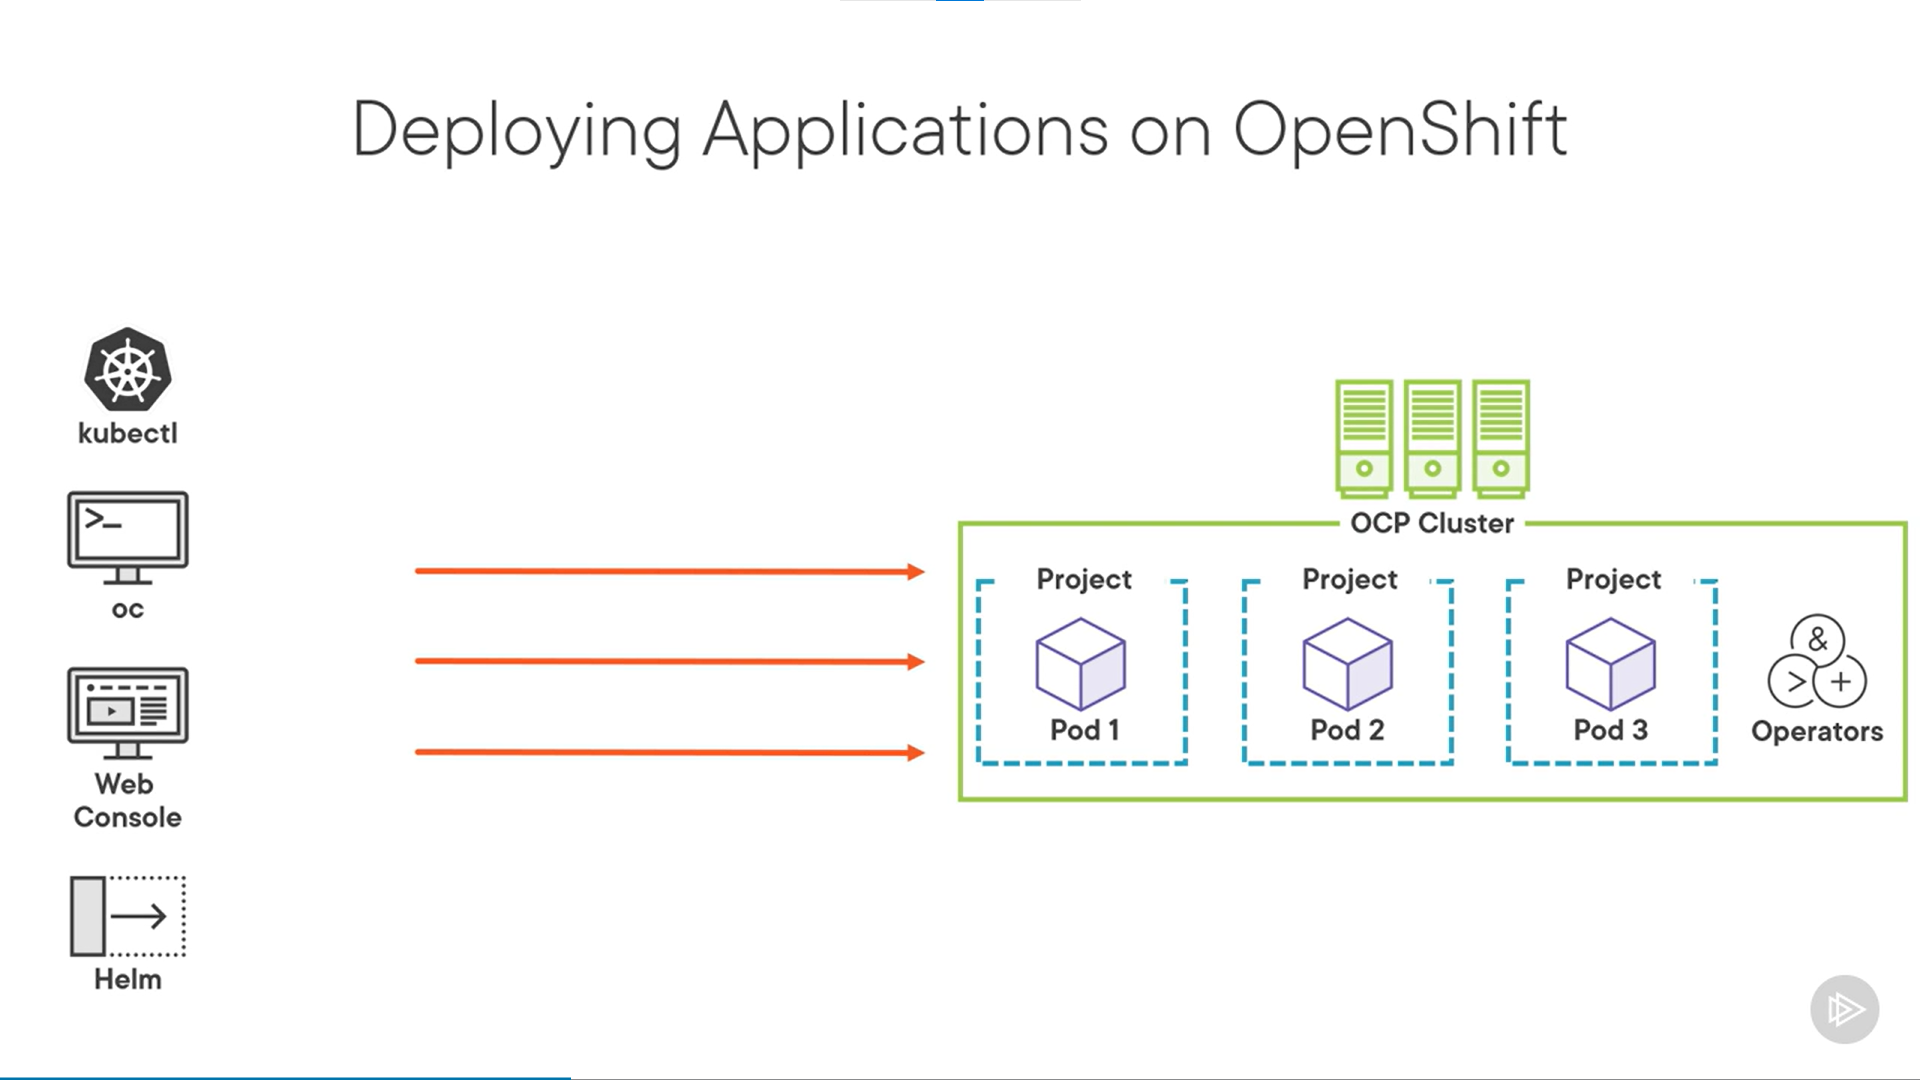 Deploying Applications on OpenShift
kubectl
>_
oc
Web
Console
Helm
OCP Cluster
Project
Pod 1
Project
Pod 2
Project
Pod 3
&
> +
Operators